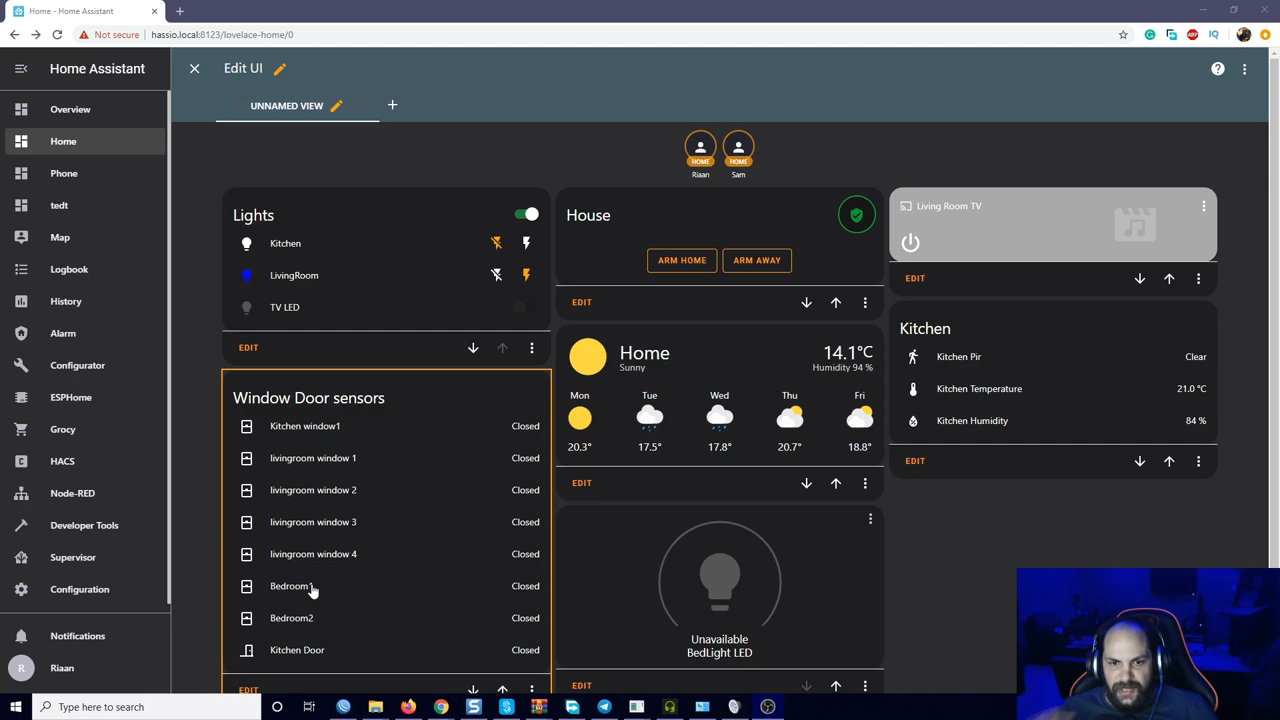 Home - Home Assistant
Not secure
hassio.local:8123/lovelace-home/0
ABP
IQ
Home Assistant
Edit UI
Overview
UNNAMED VIEW
Home
HOME
HOME
Phone
Riaan
Sam
tedt
Lights
House
Living Room TV
Map
Kitchen
Logbook
ARM HOME
ARM AWAY
LivingRoom
EDIT
History
EDIT
TV LED
Kitchen
Alarm
EDIT
Home
14.1°C
Kitchen Pir
Clear
Sunny
Humidity 94 %
Configurator
Kitchen Temperature
21.0 °C
Window Door sensors
Mon
Tue
Wed
Thu
Fri
ESPHome
Kitchen Humidity
84 %
Kitchen window1
Closed
Grocy
20.3°
17.5°
17.8°
20.7°
18.8°
livingroom window 1
Closed
EDIT
HACS
EDIT
livingroom window 2
Closed
Node-RED
livingroom window 3
Closed
Developer Tools
livingroom window 4
Closed
Supervisor
Bedroom1
Closed
Configuration
Bedroom2
Closed
Notifications
Unavailable
BedLight LED
Kitchen Door
Closed
R
Riaan
EDIT
EDIT
Type here to search